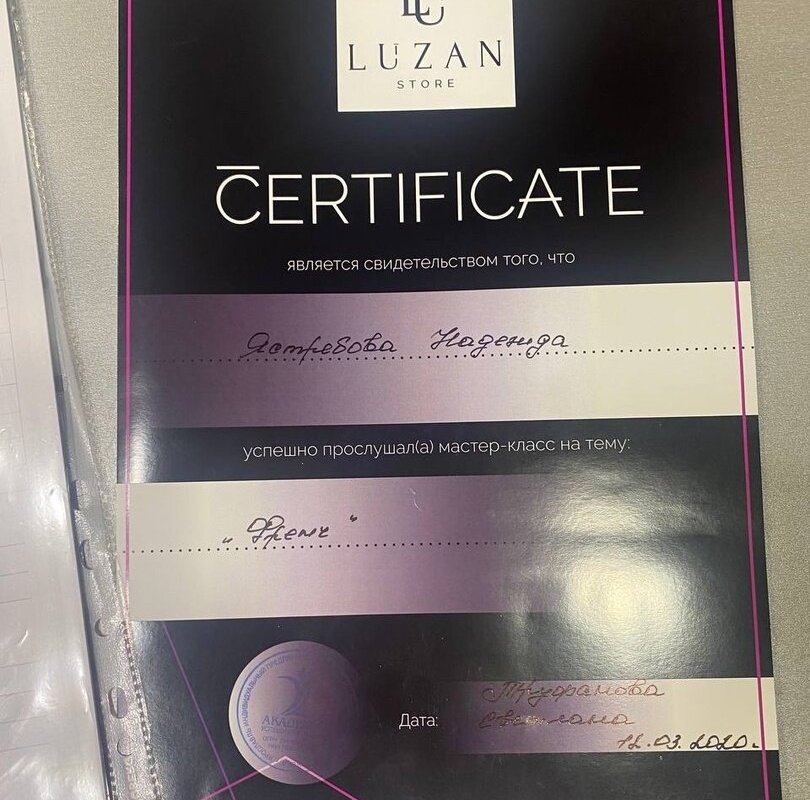 LUZAN
STORE
CERTIFICATE
является свидетельством того, что
Ястребова Надежда
успешно прослушал(а) мастер-класс на тему:
„Френч"
Дата:
Светлана
12.03.2020.